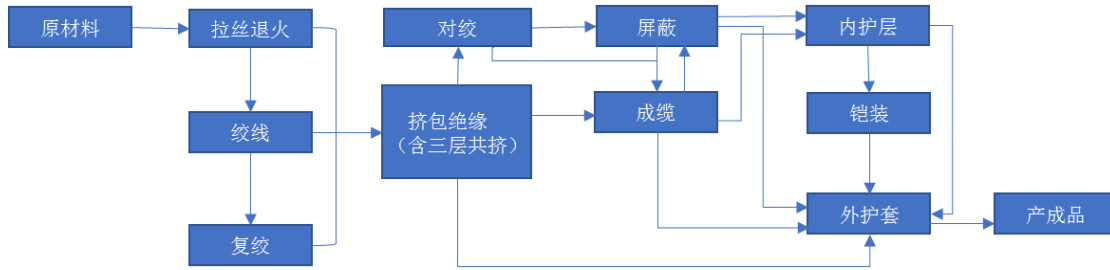 原材料
拉丝退火
绞线
复绞
对绞
挤包绝缘
（含三层共挤）
屏蔽
成缆
内护层
铠装
外护套
产成品